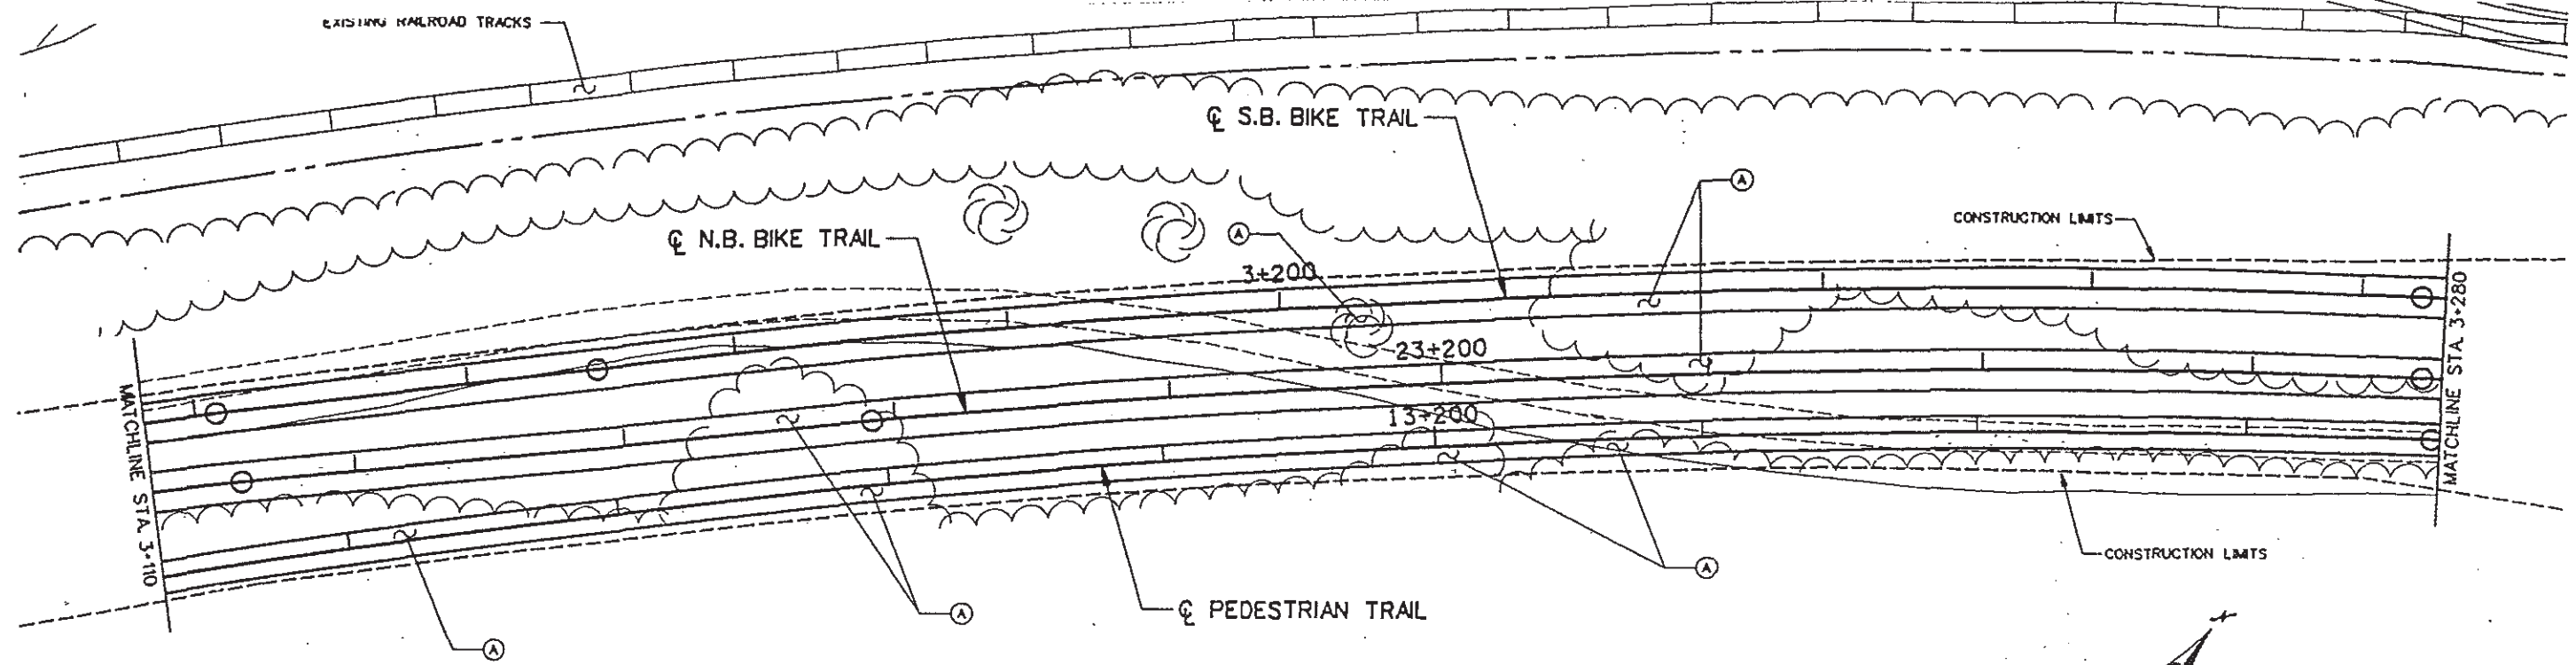 EXISTING RAILROAD TRACKS
℄ S.B. BIKE TRAIL
A
CONSTRUCTION LIMITS
℄ N.B. BIKE TRAIL
A
3+200
MATCHLINE STA. 3+280
23+200
MATCHLINE STA. 3+110
13+200
CONSTRUCTION LIMITS
A
A
℄ PEDESTRIAN TRAIL
A